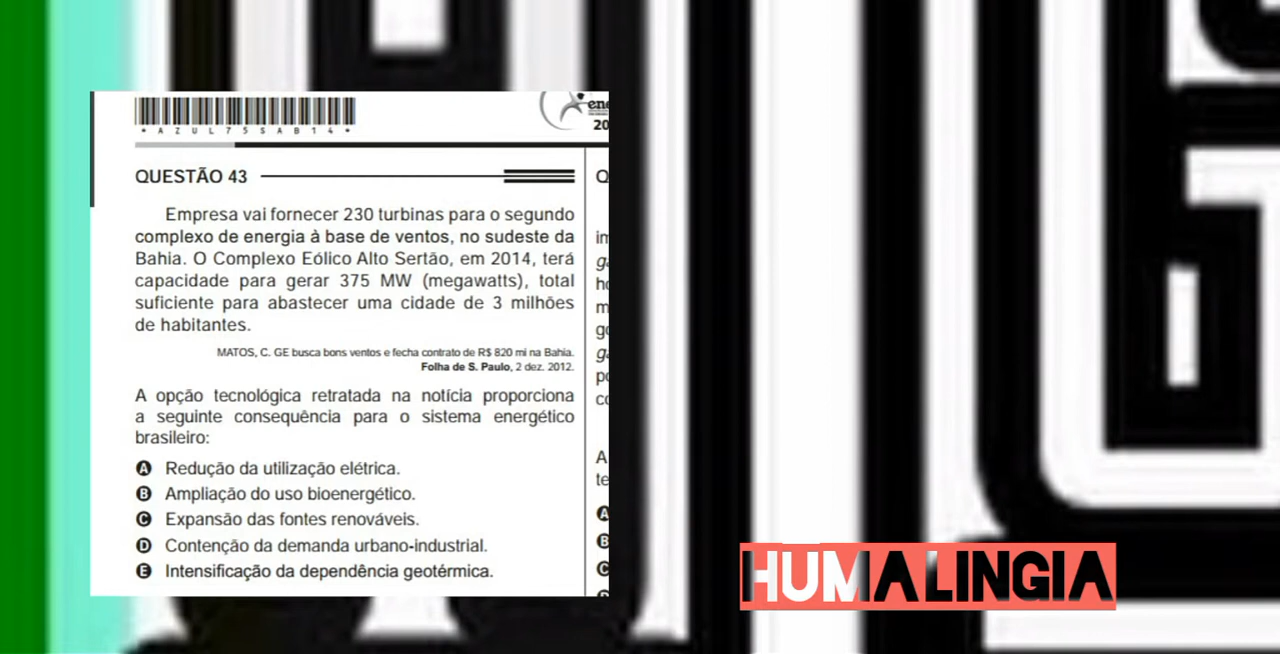 *AZUL75SAB14*
QUESTÃO 43
Empresa vai fornecer 230 turbinas para o segundo
complexo de energia à base de ventos, no sudeste da
Bahia. O Complexo Eólico Alto Sertão, em 2014, terá
capacidade para gerar 375 MW (megawatts), total
suficiente para abastecer uma cidade de 3 milhões
de habitantes.
MATOS, C. GE busca bons ventos e fecha contrato de R$ 820 mi na Bahia.
Folha de S. Paulo, 2 dez. 2012.
A opção tecnológica retratada na notícia proporciona
a seguinte consequência para o sistema energético
brasileiro:
A Redução da utilização elétrica.
B Ampliação do uso bioenergético.
C Expansão das fontes renováveis.
D Contenção da demanda urbano-industrial.
E Intensificação da dependência geotérmica.
HUMALINGIA